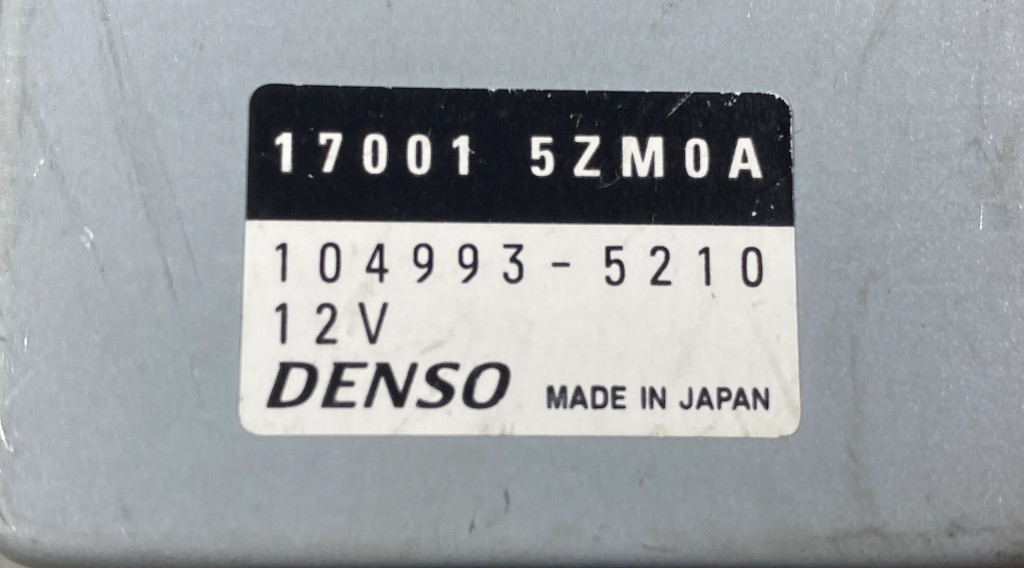 17001 5ZM0A
104993-5210
12V
DENSO MADE IN JAPAN